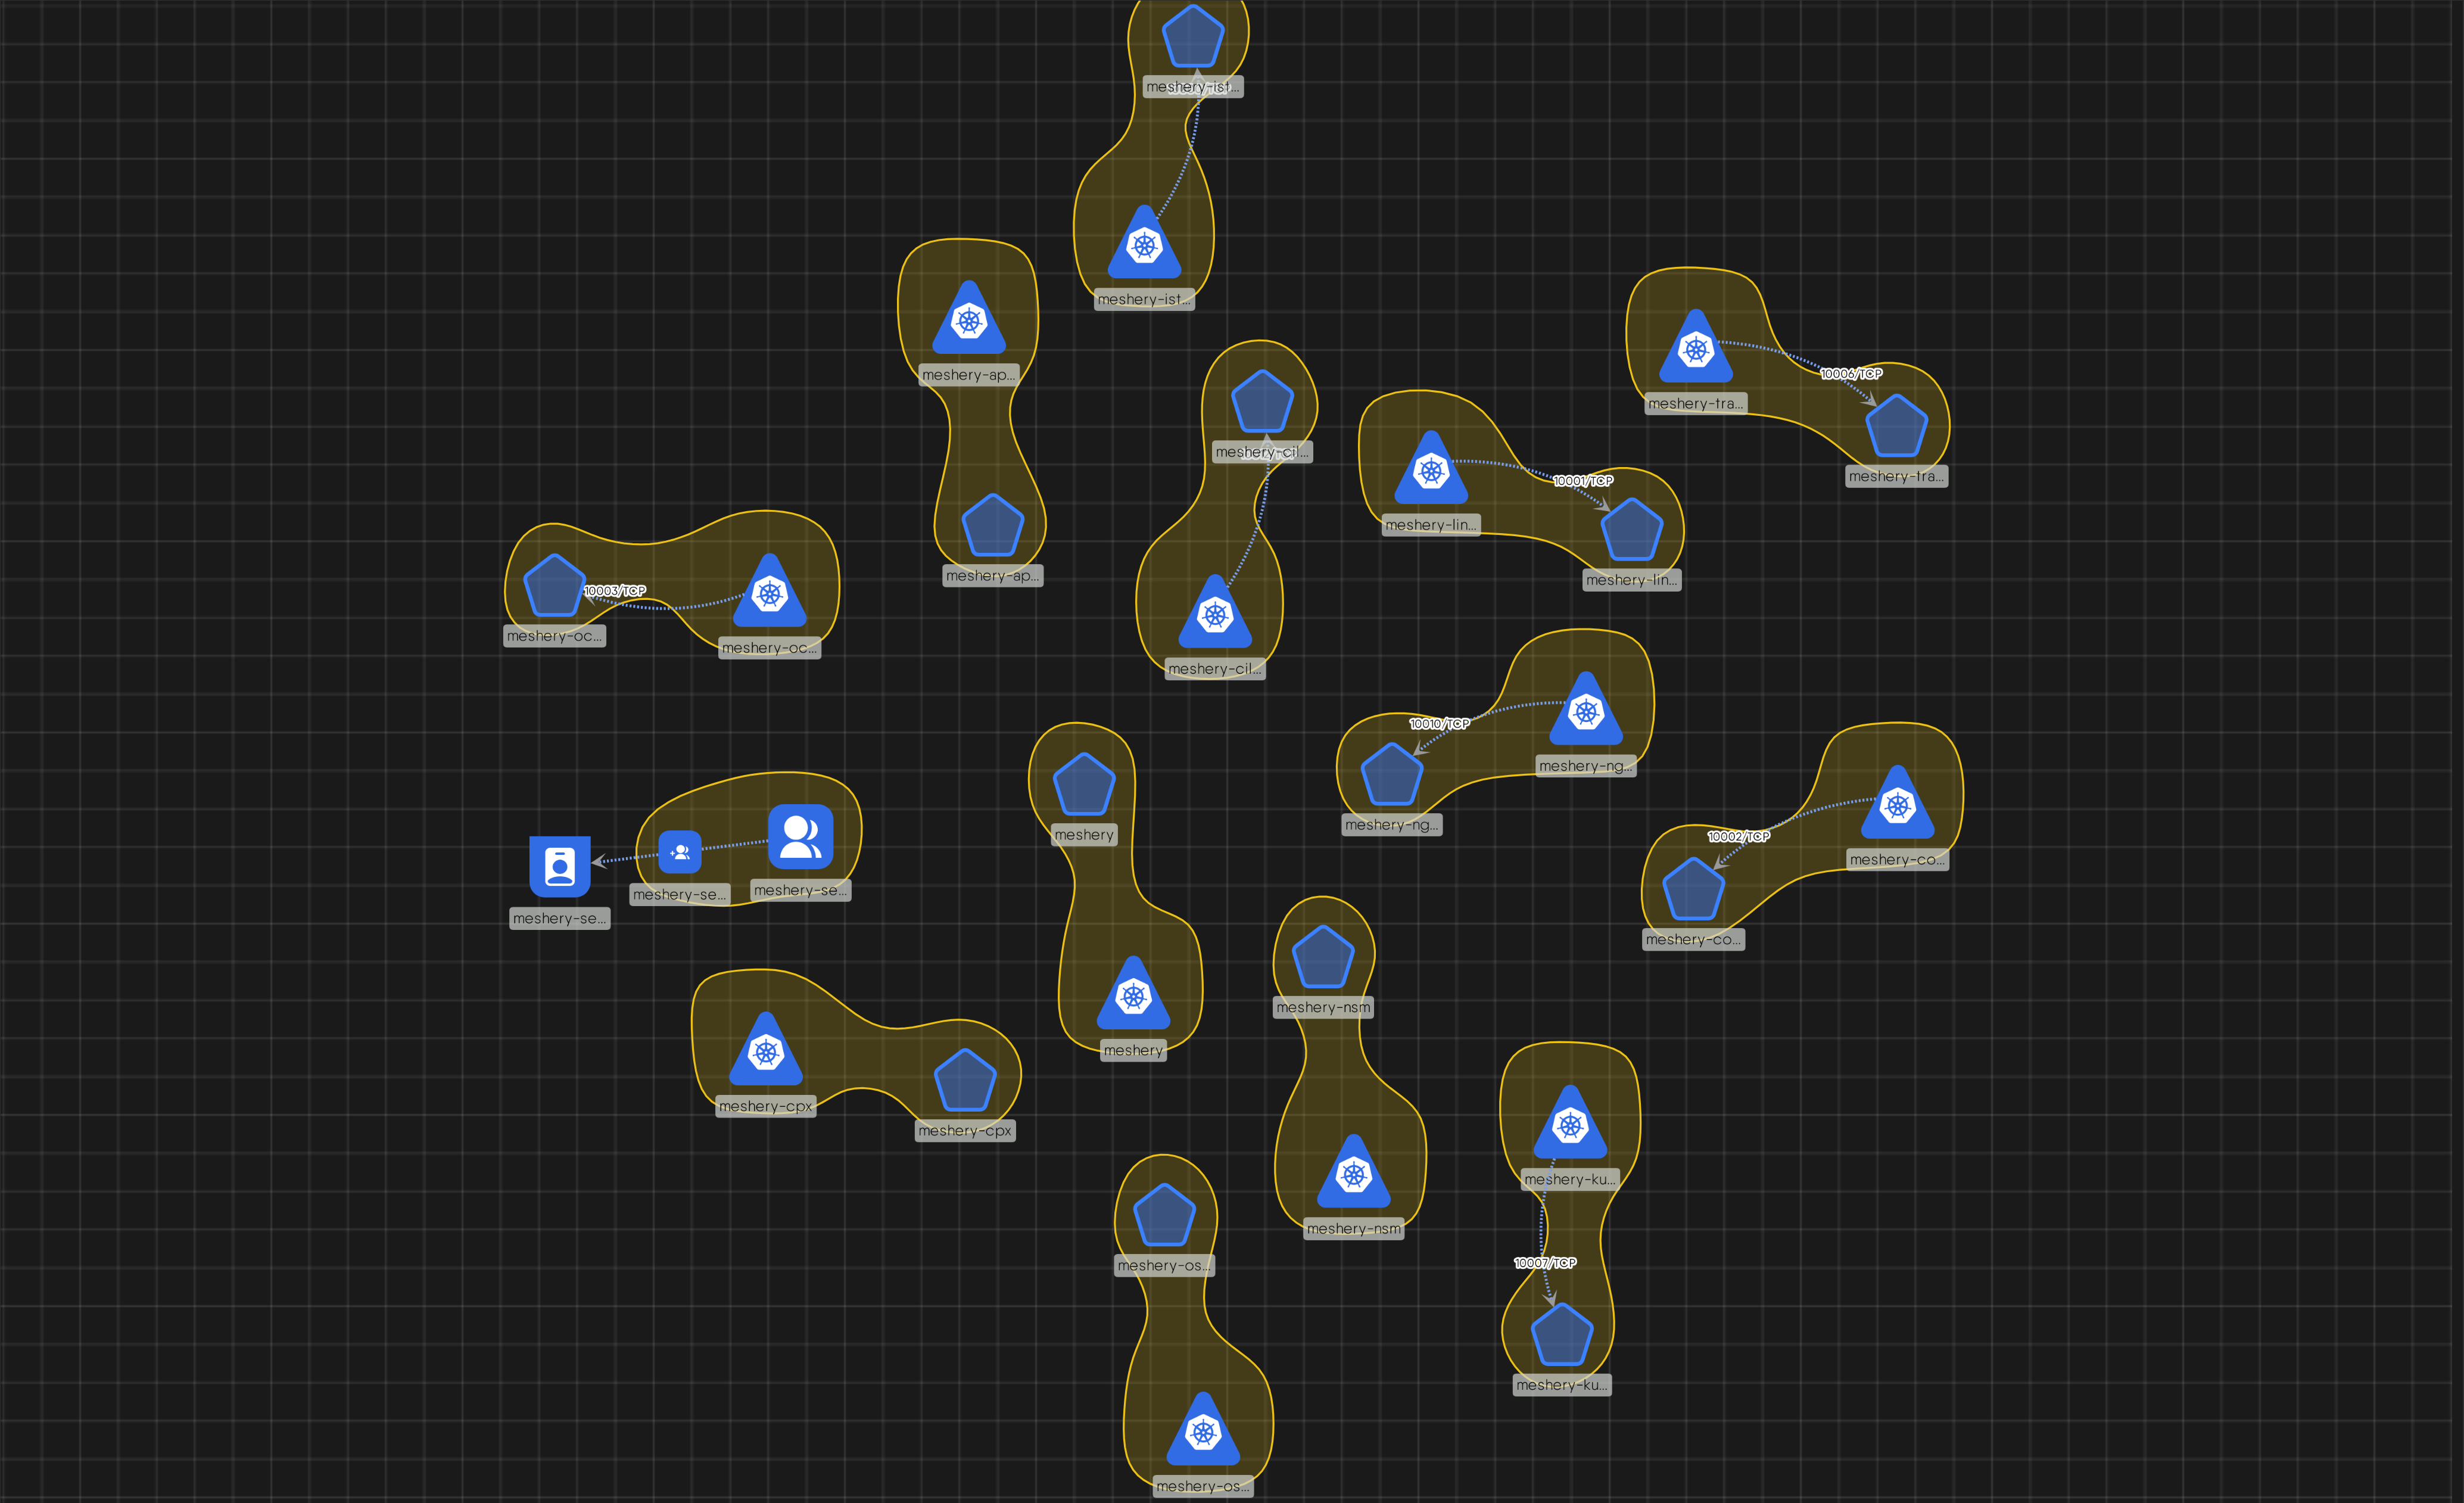 meshery-ist...
meshery-ist...
meshery-ap...
meshery-tra...
10006/TCP
meshery-tra...
meshery-cil...
10001/TCP
meshery-lin...
meshery-ap...
meshery-lin...
10003/TCP
meshery-oc...
meshery-oc...
meshery-cil...
10010/TCP
meshery-ng...
meshery-ng...
meshery
10002/TCP
meshery-co...
meshery-co...
meshery-se...
meshery-se...
meshery-se...
meshery-nsm
meshery
meshery-cpx
meshery-cpx
meshery-ku...
meshery-nsm
10007/TCP
meshery-os...
meshery-ku...
meshery-os...